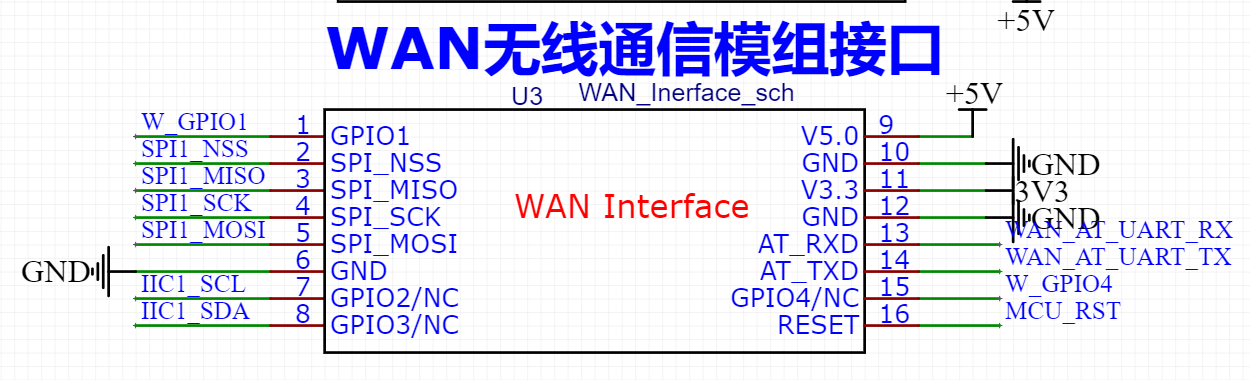 +5V
WAN无线通信模组接口
U3 WAN_Inerface_sch
+5V
W_GPIO1 1 GPIO1 V5.0 9
SPI1_NSS 2 SPI_NSS GND 10 GND
SPI1_MISO 3 SPI_MISO V3.3 11 3V3
SPI1_SCK 4 SPI_SCK WAN Interface GND 12 GND
SPI1_MOSI 5 SPI_MOSI AT_RXD 13 WAN_AT_UART_RX
GND 6 GND AT_TXD 14 WAN_AT_UART_TX
IIC1_SCL 7 GPIO2/NC GPIO4/NC 15 W_GPIO4
IIC1_SDA 8 GPIO3/NC RESET 16 MCU_RST